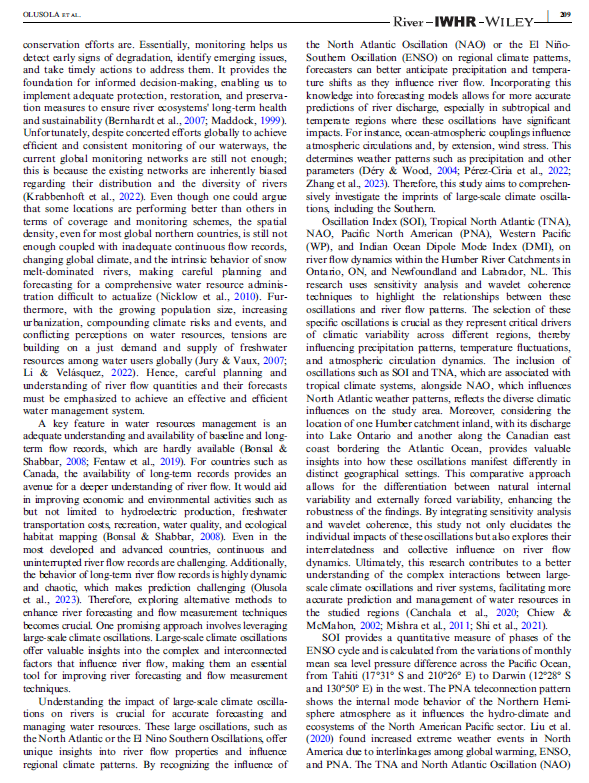 OLUSOLA ET AL.
River-IWHR-WILEY
209
conservation efforts are. Essentially, monitoring helps us
detect early signs of degradation, identify emerging issues,
and take timely actions to address them. It provides the
foundation for informed decision-making, enabling us to
implement adequate protection, restoration, and preserva-
tion measures to ensure river ecosystems' long-term health
and sustainability (Bernhardt et al., 2007; Maddock, 1999).
Unfortunately, despite concerted efforts globally to achieve
efficient and consistent monitoring of our waterways, the
current global monitoring networks are still not enough;
this is because the existing networks are inherently biased
regarding their distribution and the diversity of rivers
(Krabbenhoft et al., 2022). Even though one could argue
that some locations are performing better than others in
terms of coverage and monitoring schemes, the spatial
density, even for most global northern countries, is still not
enough coupled with inadequate continuous flow records,
changing global climate, and the intrinsic behavior of snow
melt-dominated rivers, making careful planning and
forecasting for a comprehensive water resource adminis-
tration difficult to actualize (Nicklow et al., 2010). Fur-
thermore, with the growing population size, increasing
urbanization, compounding climate risks and events, and
conflicting perceptions on water resources, tensions are
building on a just demand and supply of freshwater
resources among water users globally (Jury & Vaux, 2007;
Li & Velásquez, 2022). Hence, careful planning and
understanding of river flow quantities and their forecasts
must be emphasized to achieve an effective and efficient
water management system.
A key feature in water resources management is an
adequate understanding and availability of baseline and long-
term flow records, which are hardly available (Bonsal &
Shabbar, 2008; Fentaw et al., 2019). For countries such as
Canada, the availability of long-term records provides an
avenue for a deeper understanding of river flow. It would aid
in improving economic and environmental activities such as
but not limited to hydroelectric production, freshwater
transportation costs, recreation, water quality, and ecological
habitat mapping (Bonsal & Shabbar, 2008). Even in the
most developed and advanced countries, continuous and
uninterrupted river flow records are challenging. Additionally,
the behavior of long-term river flow records is highly dynamic
and chaotic, which makes prediction challenging (Olusola
et al., 2023). Therefore, exploring alternative methods to
enhance river forecasting and flow measurement techniques
becomes crucial. One promising approach involves leveraging
large-scale climate oscillations. Large-scale climate oscillations
offer valuable insights into the complex and interconnected
factors that influence river flow, making them an essential
tool for improving river forecasting and flow measurement
techniques.
Understanding the impact of large-scale climate oscilla-
tions on rivers is crucial for accurate forecasting and
managing water resources. These large oscillations, such as
the North Atlantic or the El Nino Southern Oscillations, offer
unique insights into river flow properties and influence
regional climate patterns. By recognizing the influence of
the North Atlantic Oscillation (NAO) or the El Niño-
Southern Oscillation (ENSO) on regional climate patterns,
forecasters can better anticipate precipitation and tempera-
ture shifts as they influence river flow. Incorporating this
knowledge into forecasting models allows for more accurate
predictions of river discharge, especially in subtropical and
temperate regions where these oscillations have significant
impacts. For instance, ocean-atmospheric couplings influence
atmospheric circulations and, by extension, wind stress. This
determines weather patterns such as precipitation and other
parameters (Déry & Wood, 2004; Pérez-Ciria et al., 2022;
Zhang et al., 2023). Therefore, this study aims to comprehen-
sively investigate the imprints of large-scale climate oscilla-
tions, including the Southern.
Oscillation Index (SOI), Tropical North Atlantic (TNA),
NAO, Pacific North American (PNA), Western Pacific
(WP), and Indian Ocean Dipole Mode Index (DMI), on
river flow dynamics within the Humber River Catchments in
Ontario, ON, and Newfoundland and Labrador, NL. This
research uses sensitivity analysis and wavelet coherence
techniques to highlight the relationships between these
oscillations and river flow patterns. The selection of these
specific oscillations is crucial as they represent critical drivers
of climatic variability across different regions, thereby
influencing precipitation patterns, temperature fluctuations,
and atmospheric circulation dynamics. The inclusion of
oscillations such as SOI and TNA, which are associated with
tropical climate systems, alongside NAO, which influences
North Atlantic weather patterns, reflects the diverse climatic
influences on the study area. Moreover, considering the
location of one Humber catchment inland, with its discharge
into Lake Ontario and another along the Canadian east
coast bordering the Atlantic Ocean, provides valuable
insights into how these oscillations manifest differently in
distinct geographical settings. This comparative approach
allows for the differentiation between natural internal
variability and externally forced variability, enhancing the
robustness of the findings. By integrating sensitivity analysis
and wavelet coherence, this study not only elucidates the
individual impacts of these oscillations but also explores their
interrelatedness and collective influence on river flow
dynamics. Ultimately, this research contributes to a better
understanding of the complex interactions between large-
scale climate oscillations and river systems, facilitating more
accurate prediction and management of water resources in
the studied regions (Canchala et al., 2020; Chiew &
McMahon, 2002; Mishra et al., 2011; Shi et al., 2021).
SOI provides a quantitative measure of phases of the
ENSO cycle and is calculated from the variations of monthly
mean sea level pressure difference across the Pacific Ocean,
from Tahiti (17°31° S and 210°26° E) to Darwin (12°28° S
and 130°50° E) in the west. The PNA teleconnection pattern
shows the internal mode behavior of the Northern Hemi-
sphere atmosphere as it influences the hydro-climate and
ecosystems of the North American Pacific sector. Liu et al.
(2020) found increased extreme weather events in North
America due to interlinkages among global warming, ENSO,
and PNA. The TNA and North Atlantic Oscillation (NAO)